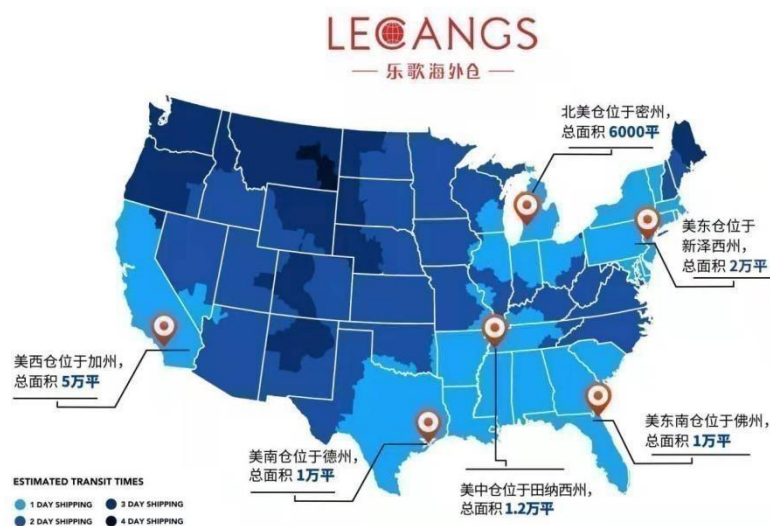 LECANGS
— 乐歌海外仓 —
北美仓位于密州，
总面积 6000平
美东仓位于
新泽西州，
总面积 2万平
美西仓位于加州，
总面积 5万平
美南仓位于德州，
总面积 1万平
美中仓位于田纳西州，
总面积 1.2万平
美东南仓位于佛州，
总面积 1万平
ESTIMATED TRANSIT TIMES
1 DAY SHIPPING
3 DAY SHIPPING
2 DAY SHIPPING
4 DAY SHIPPING